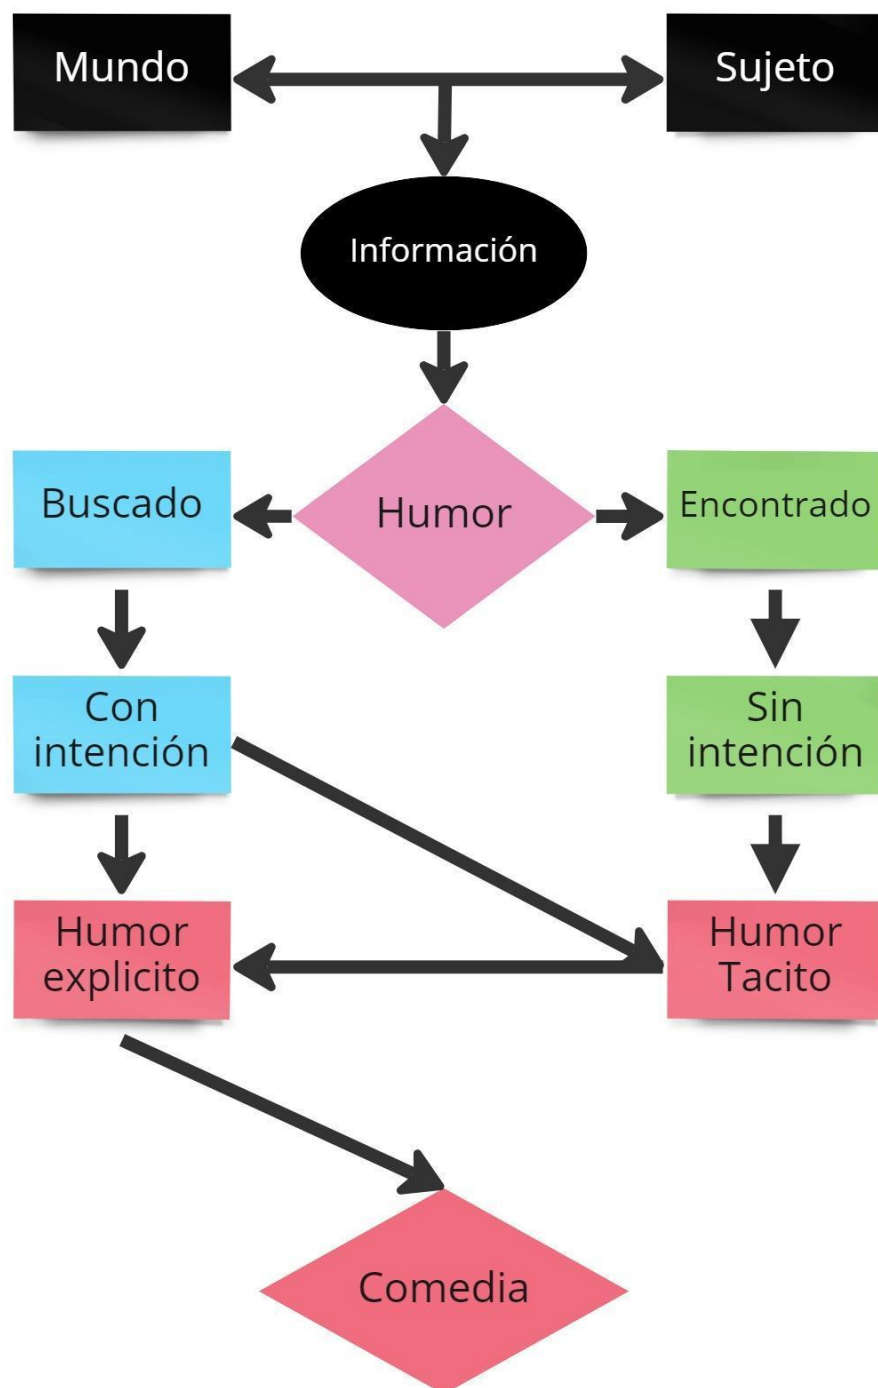 Mundo
Sujeto
Información
Humor
Buscado
Encontrado
Con
intención
Sin
intención
Humor
explicito
Humor
Tacito
Comedia